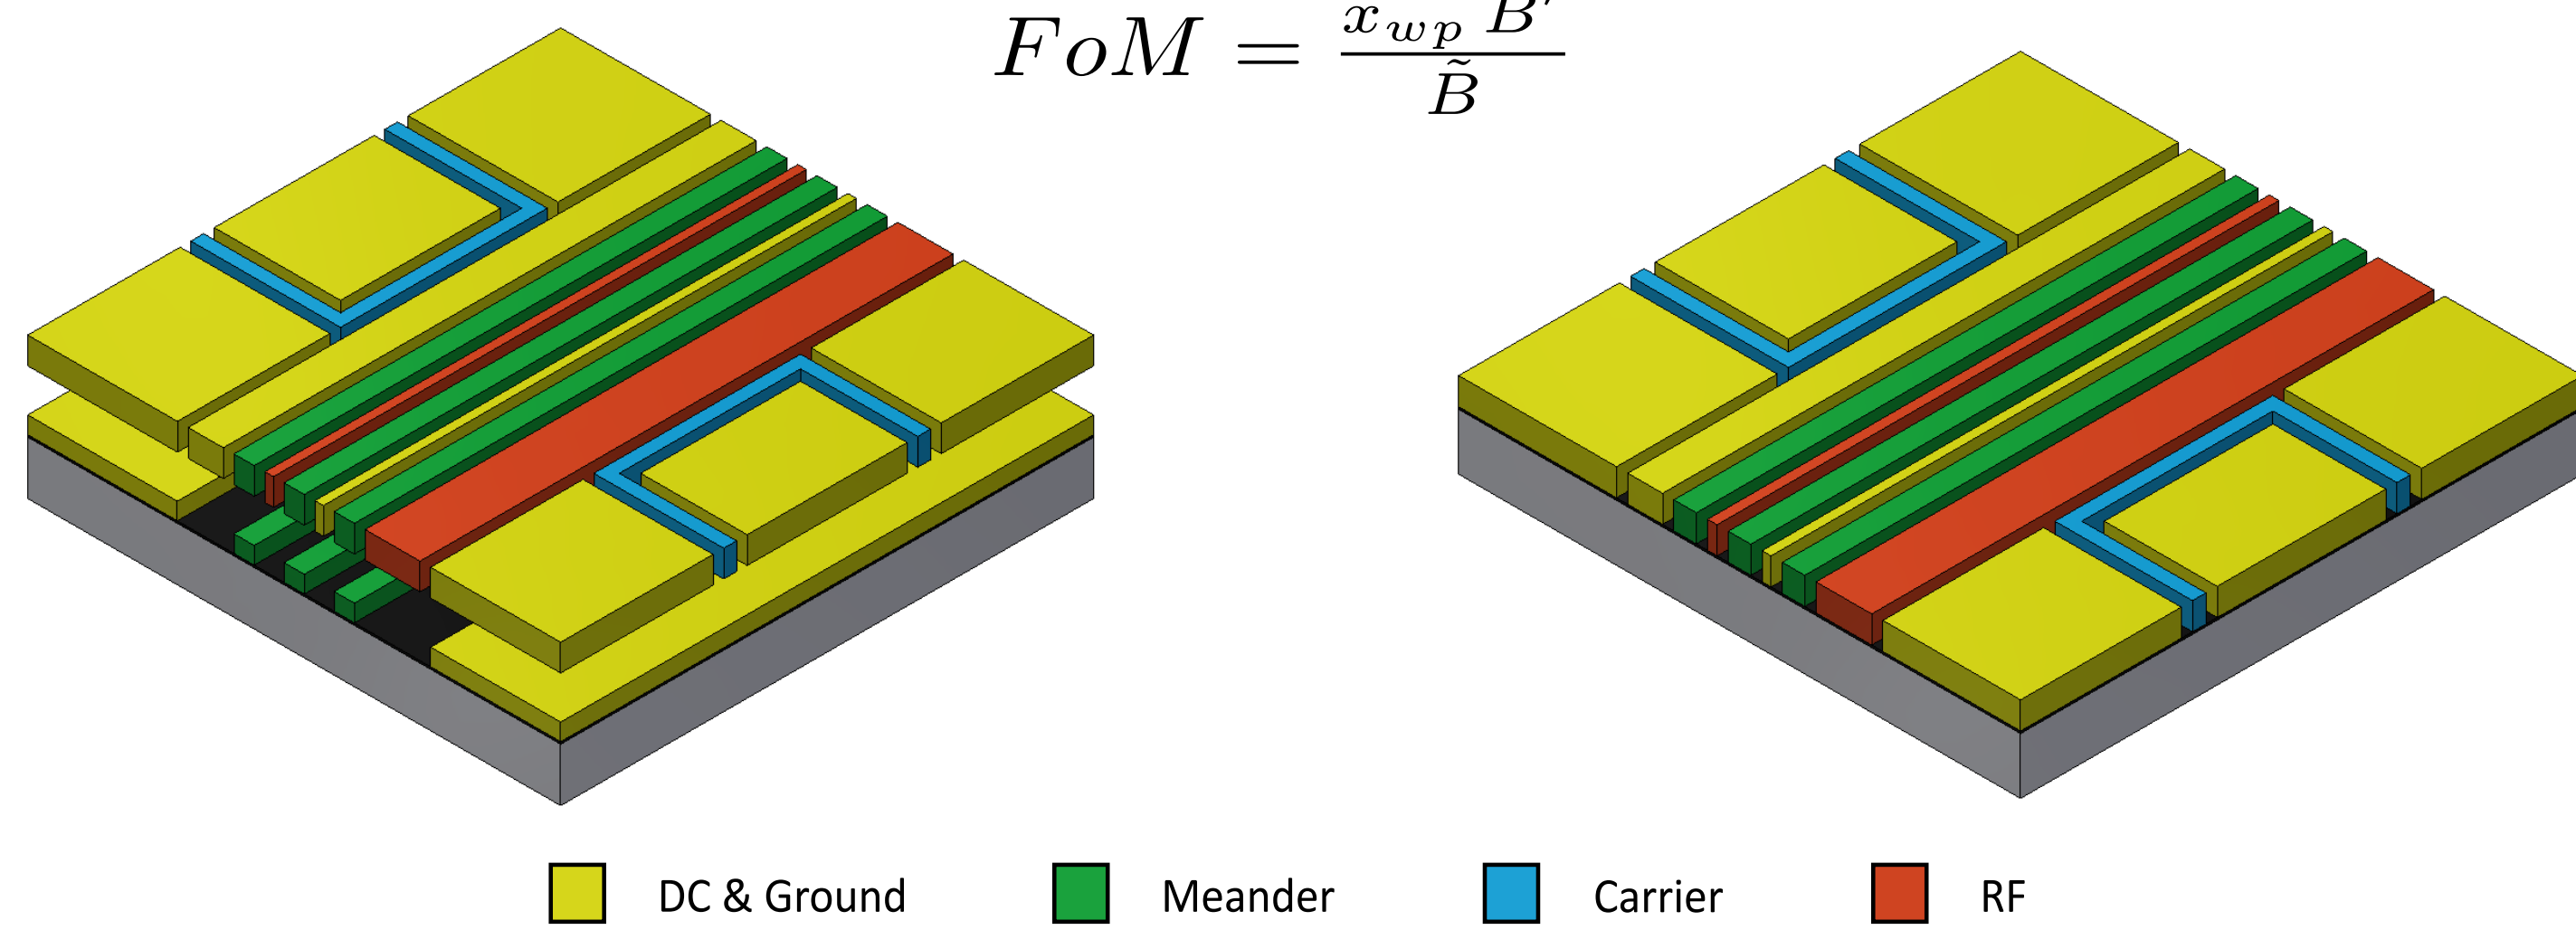 FoM = x_wp B′ / B̃
DC & Ground
Meander
Carrier
RF